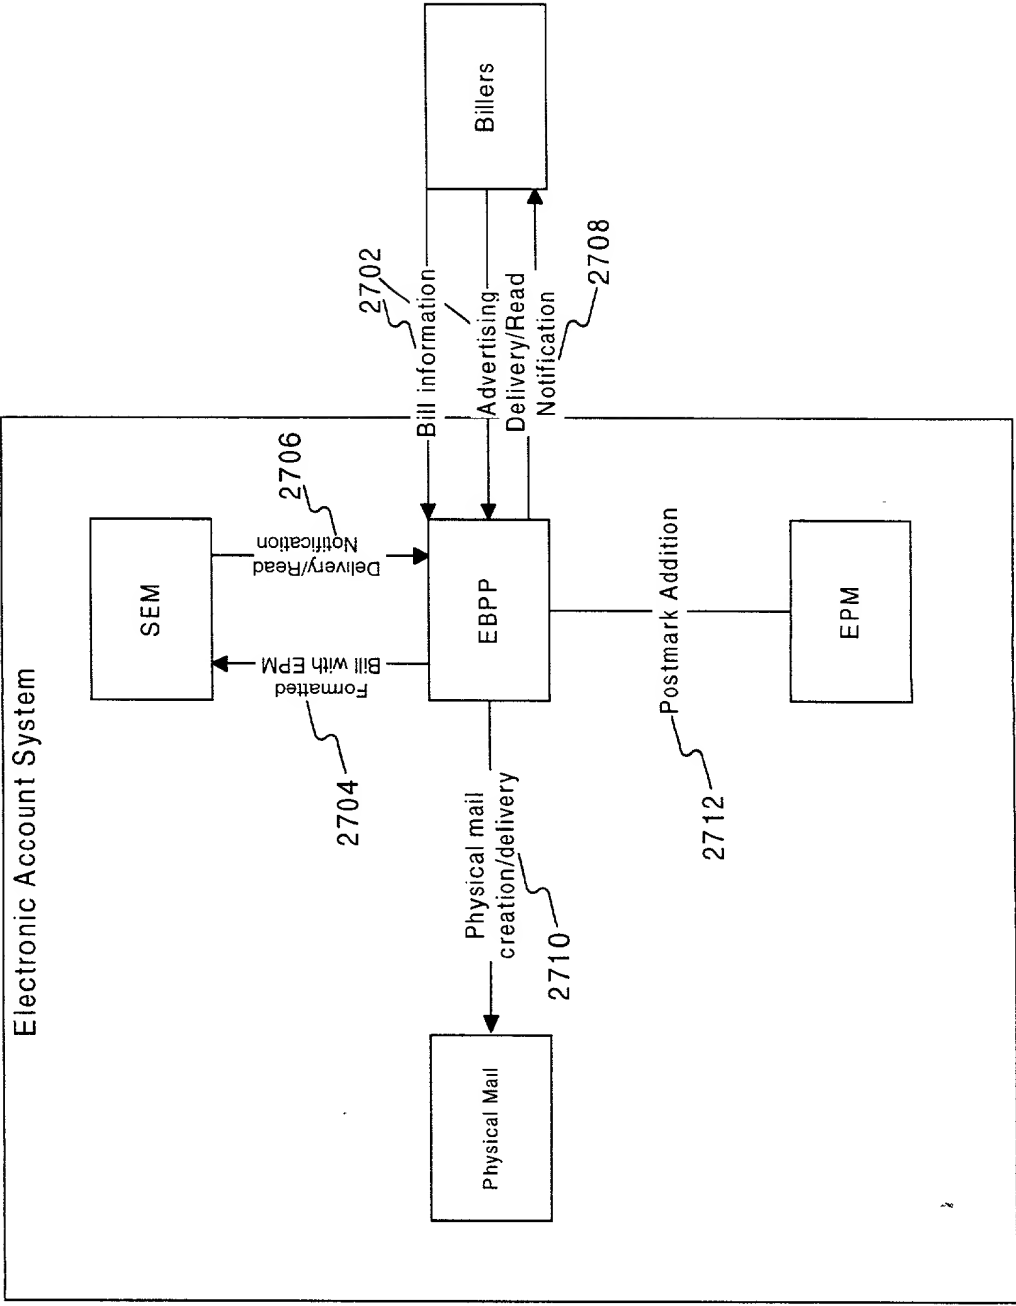 Electronic Account System
SEM
2704
Formatted
Bill with EPM
Delivery/Read
Notification
2706
2702
Bill information
Advertising
Delivery/Read
Notification
2708
Billers
Physical Mail
Physical mail
creation/delivery
2710
EBPP
Postmark Addition
2712
EPM